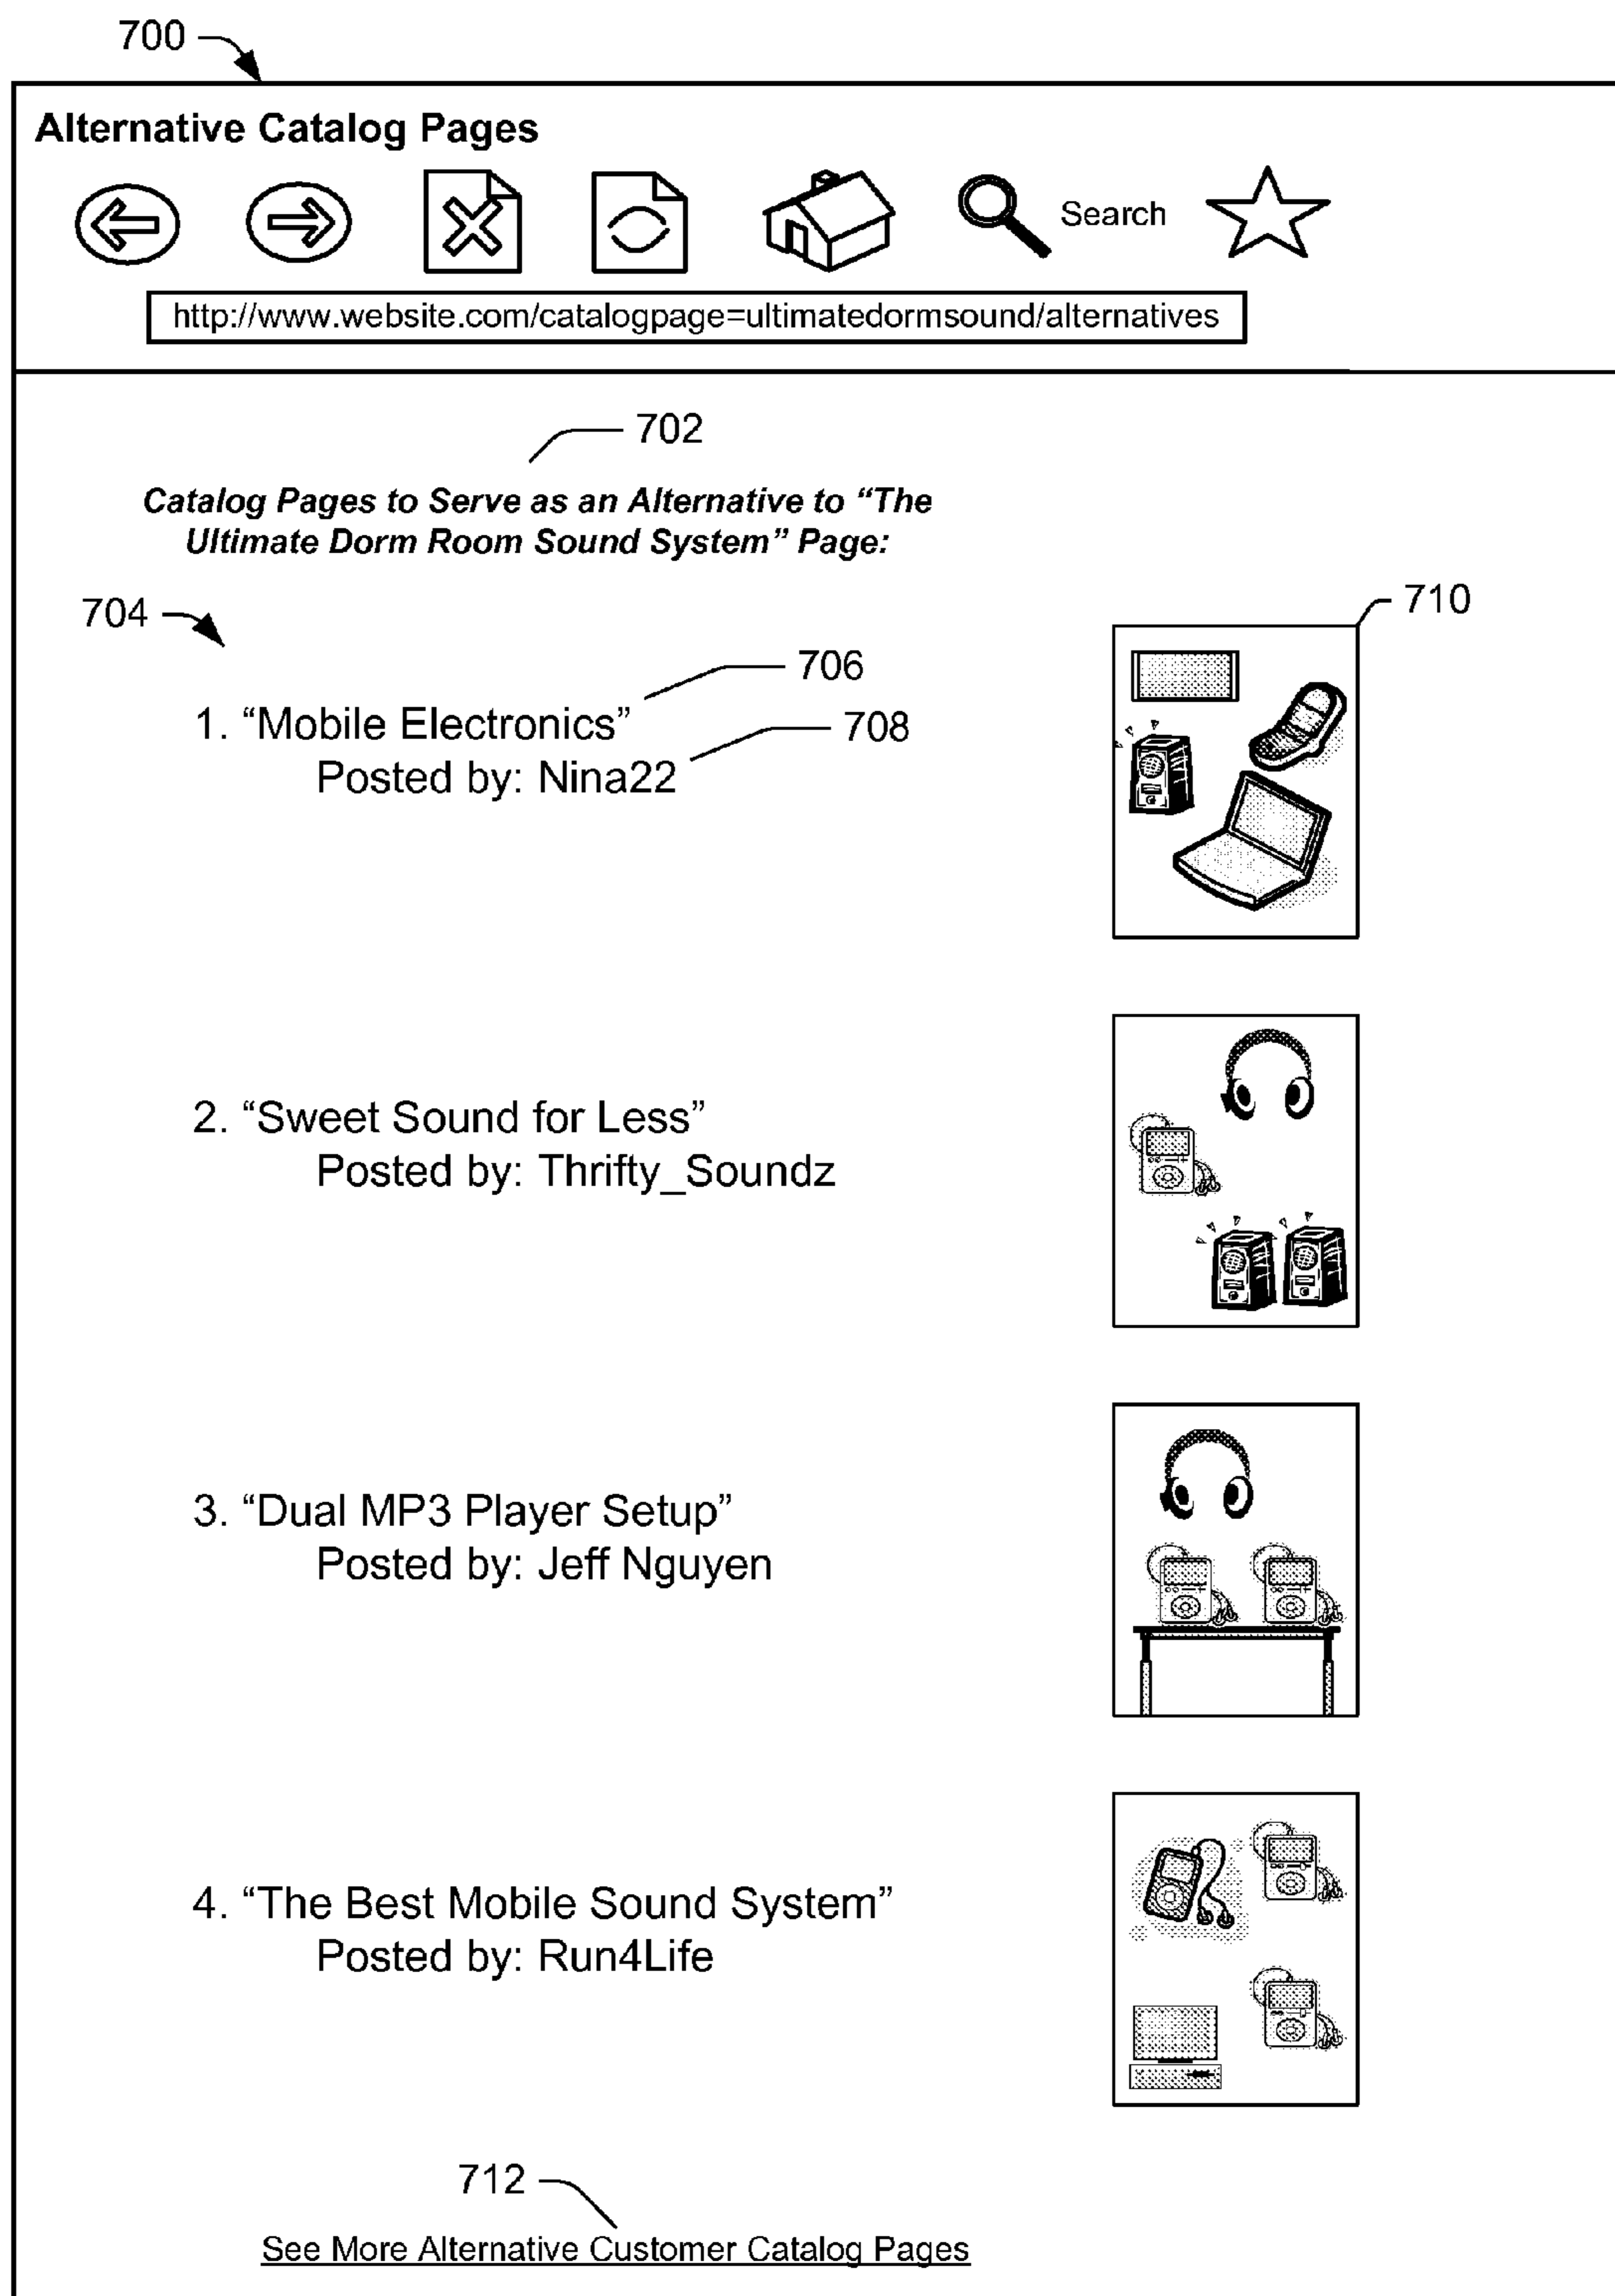 700
Alternative Catalog Pages
Search
http://www.website.com/catalogpage=ultimatedormsound/alternatives
702
Catalog Pages to Serve as an Alternative to “The
Ultimate Dorm Room Sound System” Page:
704
710
706
1. “Mobile Electronics”
708
Posted by: Nina22
2. “Sweet Sound for Less”
Posted by: Thrifty_Soundz
3. “Dual MP3 Player Setup”
Posted by: Jeff Nguyen
4. “The Best Mobile Sound System”
Posted by: Run4Life
712
See More Alternative Customer Catalog Pages